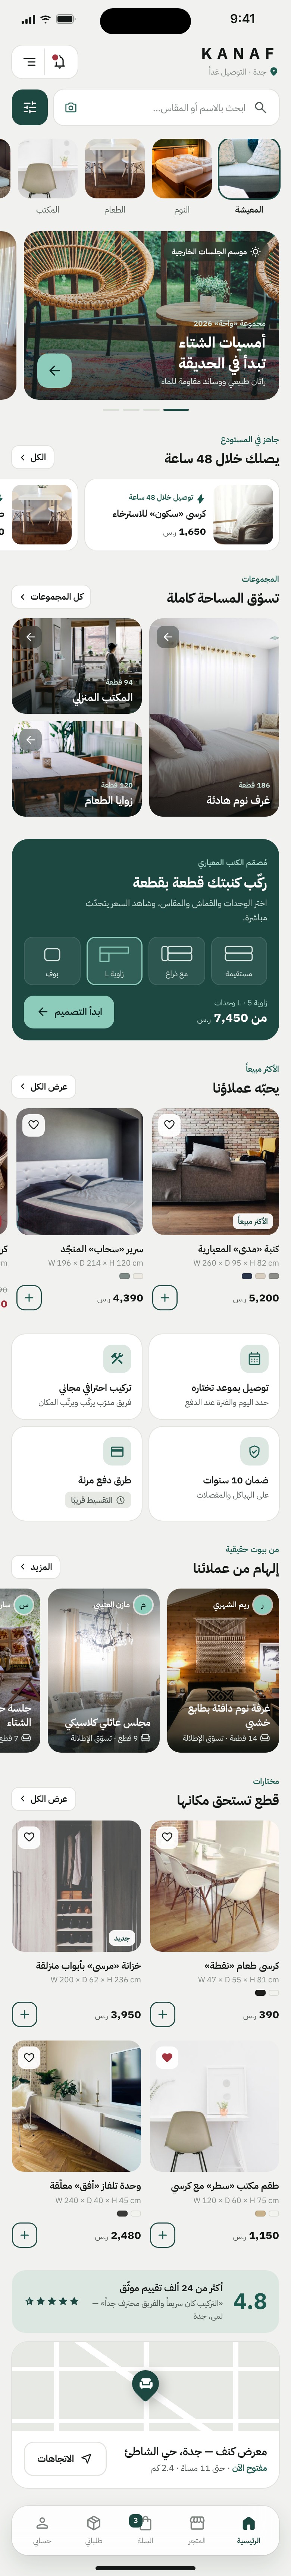 9:41
KANAF
جدة · التوصيل غداً
ابحث بالاسم أو المقاس...
المعيشة
النوم
الطعام
المكتب
موسم الجلسات الخارجية
مجموعة «واحة» 2026
أمسيات الشتاء
تبدأ في الحديقة
راتان طبيعي ووسائد مقاومة للماء
جاهز في المستودع
يصلك خلال 48 ساعة
الكل
توصيل خلال 48 ساعة
كرسي «سكون» للاسترخاء
1,650 ر.س
المجموعات
تسوّق المساحة كاملة
كل المجموعات
186 قطعة
غرف نوم هادئة
94 قطعة
المكتب المنزلي
120 قطعة
زوايا الطعام
مُصمّم الكنب المعياري
ركّب كنبتك قطعة بقطعة
اختر الوحدات والقماش والمقاس، وشاهد السعر يتحدّث
مباشرة.
مستقيمة
مع ذراع
زاوية L
بوف
زاوية L · 5 وحدات
من 7,450 ر.س
ابدأ التصميم
الأكثر مبيعاً
يحبّه عملاؤنا
عرض الكل
الأكثر مبيعاً
كنبة «مدى» المعيارية
W 260 × D 95 × H 82 cm
5,200 ر.س
سرير «سحاب» المنجّد
W 196 × D 214 × H 120 cm
4,390 ر.س
توصيل بموعد تختاره
حدد اليوم والفترة عند الدفع
تركيب احترافي مجاني
فريق مدرّب يركّب ويرتّب المكان
ضمان 10 سنوات
على الهياكل والمفصلات
طرق دفع مرنة
التقسيط قريبًا
من بيوت حقيقية
إلهام من عملائنا
المزيد
ر
ريم الشهري
غرفة نوم دافئة بطابع
خشبي
14 قطعة · تسوّق الإطلالة
م
مازن العتيبي
مجلس عائلي كلاسيكي
9 قطع · تسوّق الإطلالة
س
سار
جلسة
الشتاء
7 قطع
مختارات
قطع تستحق مكانها
عرض الكل
كرسي طعام «نقطة»
W 47 × D 55 × H 81 cm
390 ر.س
جديد
خزانة «مرسى» بأبواب منزلقة
W 200 × D 62 × H 236 cm
3,950 ر.س
طقم مكتب «سطر» مع كرسي
W 120 × D 60 × H 75 cm
1,150 ر.س
وحدة تلفاز «أفق» معلّقة
W 240 × D 40 × H 45 cm
2,480 ر.س
4.8
أكثر من 24 ألف تقييم موثّق
«التركيب كان سريعاً والفريق محترف جداً» —
لمى، جدة
معرض كنف — جدة، حي الشاطئ
مفتوح الآن · حتى 11 مساءً · 2.4 كم
الاتجاهات
الرئيسية
المتجر
3
السلة
طلباتي
حسابي